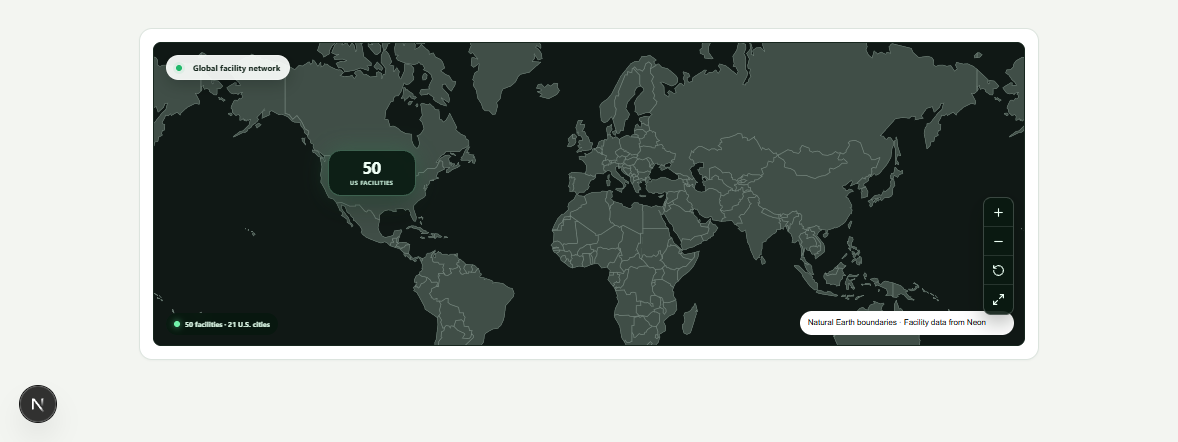 Global facility network
50
US FACILITIES
+
−
50 facilities · 21 U.S. cities
Natural Earth boundaries · Facility data from Neon
N